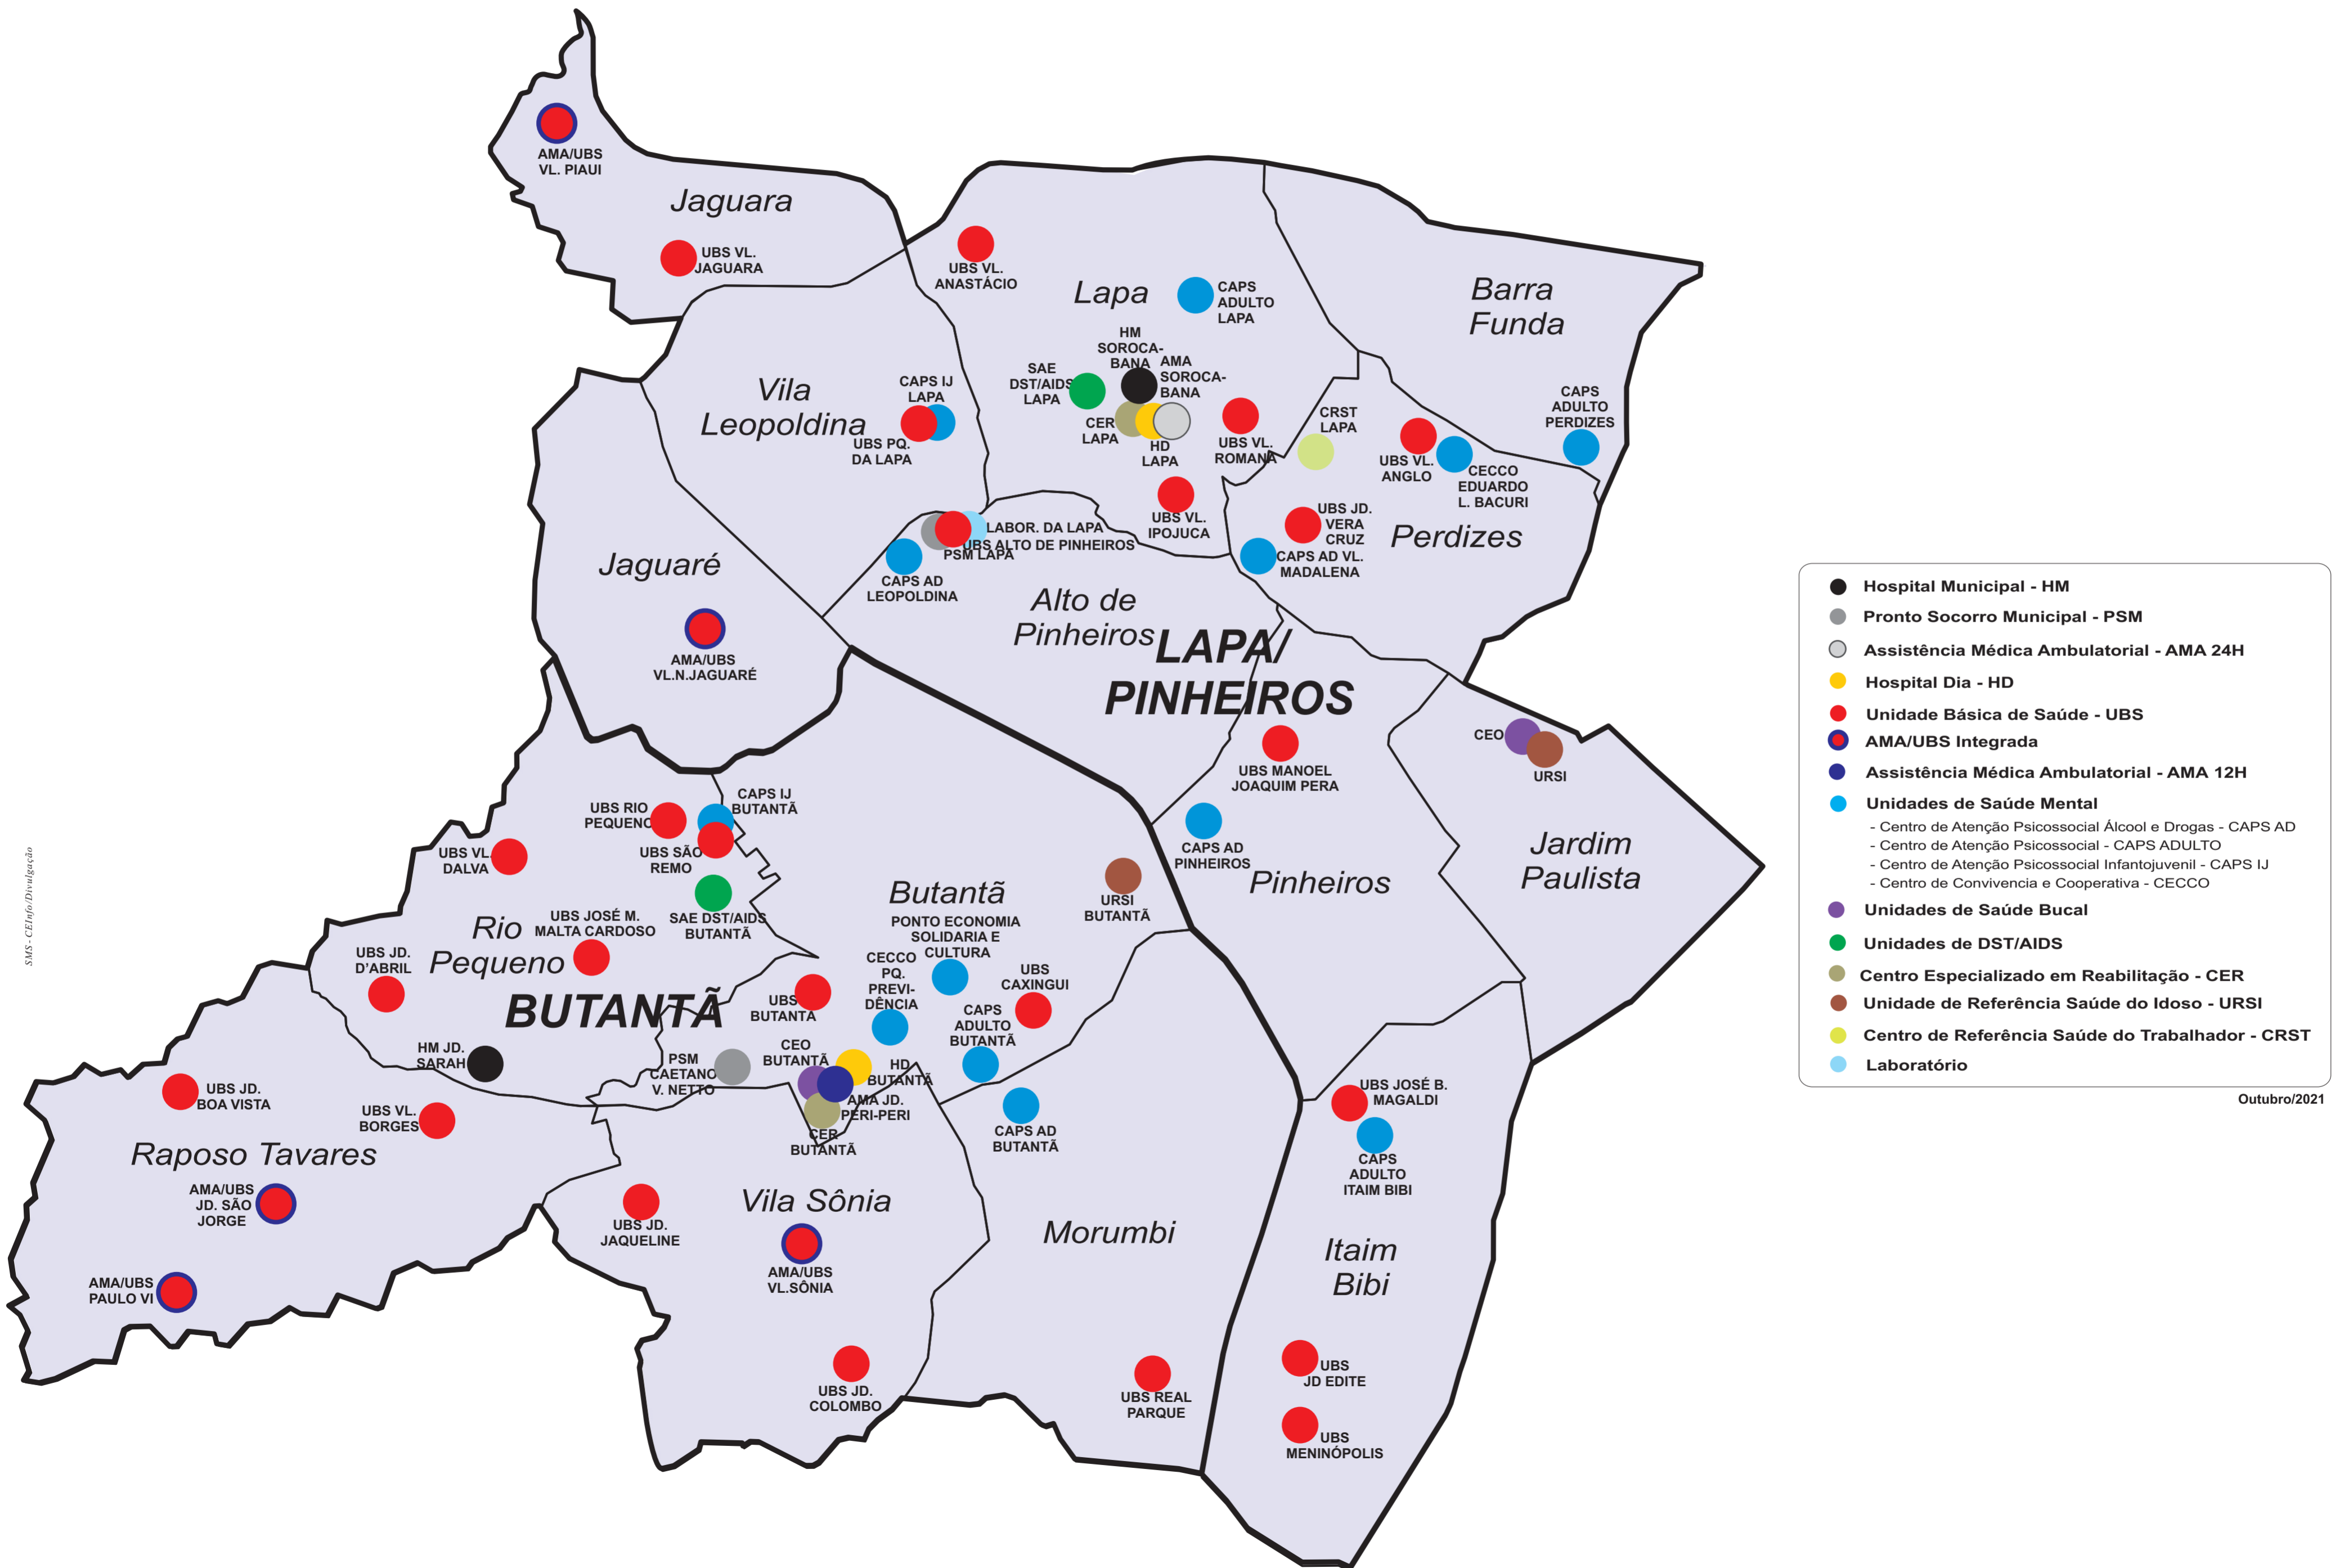 AMA/UBS
VL. PIAUI
Jaguara
UBS VL.
JAGUARA
UBS VL.
ANASTÁCIO
Lapa
CAPS
ADULTO
LAPA
Barra
Funda
HM
SOROCA-
BANA
AMA
SOROCA-
BANA
SAE
DST/AIDS
LAPA
CER
LAPA
HD
LAPA
UBS VL.
ROMANA
CRST
LAPA
CAPS
ADULTO
PERDIZES
UBS VL.
ANGLO
CECCO
EDUARDO
L. BACURI
Vila
Leopoldina
CAPS IJ
LAPA
UBS PQ.
DA LAPA
UBS VL.
IPOJUCA
UBS JD.
VERA
CRUZ
Perdizes
LABOR. DA LAPA
UBS ALTO DE PINHEIROS
PSM LAPA
CAPS AD
LEOPOLDINA
CAPS AD VL.
MADALENA
Jaguaré
AMA/UBS
VL.N.JAGUARÉ
Alto de
Pinheiros
LAPA/
PINHEIROS
CEO
URSI
UBS MANOEL
JOAQUIM PERA
CAPS AD
PINHEIROS
Pinheiros
Jardim
Paulista
CAPS IJ
BUTANTÃ
UBS RIO
PEQUENO
UBS SÃO
REMO
UBS VL.
DALVA
SAE DST/AIDS
BUTANTÃ
Butantã
URSI
BUTANTÃ
PONTO ECONOMIA
SOLIDARIA E
CULTURA
Rio
Pequeno
UBS JOSÉ M.
MALTA CARDOSO
UBS JD.
D'ABRIL
BUTANTÃ
CECCO
PQ.
PREVI-
DÊNCIA
UBS
CAXINGUI
UBS
BUTANTÃ
CAPS
ADULTO
BUTANTÃ
HM JD.
SARAH
PSM
CAETANO
V. NETTO
CEO
BUTANTÃ
HD
BUTANTÃ
AMA JD.
PERI-PERI
CER
BUTANTÃ
CAPS AD
BUTANTÃ
UBS JD.
BOA VISTA
UBS VL.
BORGES
Raposo Tavares
AMA/UBS
JD. SÃO
JORGE
AMA/UBS
PAULO VI
UBS JD.
JAQUELINE
Vila Sônia
AMA/UBS
VL.SÔNIA
UBS JD.
COLOMBO
Morumbi
UBS REAL
PARQUE
UBS JOSÉ B.
MAGALDI
CAPS
ADULTO
ITAIM BIBI
Itaim
Bibi
UBS
JD EDITE
UBS
MENINÓPOLIS
SMS - CEInfo/Divulgação
Hospital Municipal - HM
Pronto Socorro Municipal - PSM
Assistência Médica Ambulatorial - AMA 24H
Hospital Dia - HD
Unidade Básica de Saúde - UBS
AMA/UBS Integrada
Assistência Médica Ambulatorial - AMA 12H
Unidades de Saúde Mental
- Centro de Atenção Psicossocial Álcool e Drogas - CAPS AD
- Centro de Atenção Psicossocial - CAPS ADULTO
- Centro de Atenção Psicossocial Infantojuvenil - CAPS IJ
- Centro de Convivencia e Cooperativa - CECCO
Unidades de Saúde Bucal
Unidades de DST/AIDS
Centro Especializado em Reabilitação - CER
Unidade de Referência Saúde do Idoso - URSI
Centro de Referência Saúde do Trabalhador - CRST
Laboratório
Outubro/2021